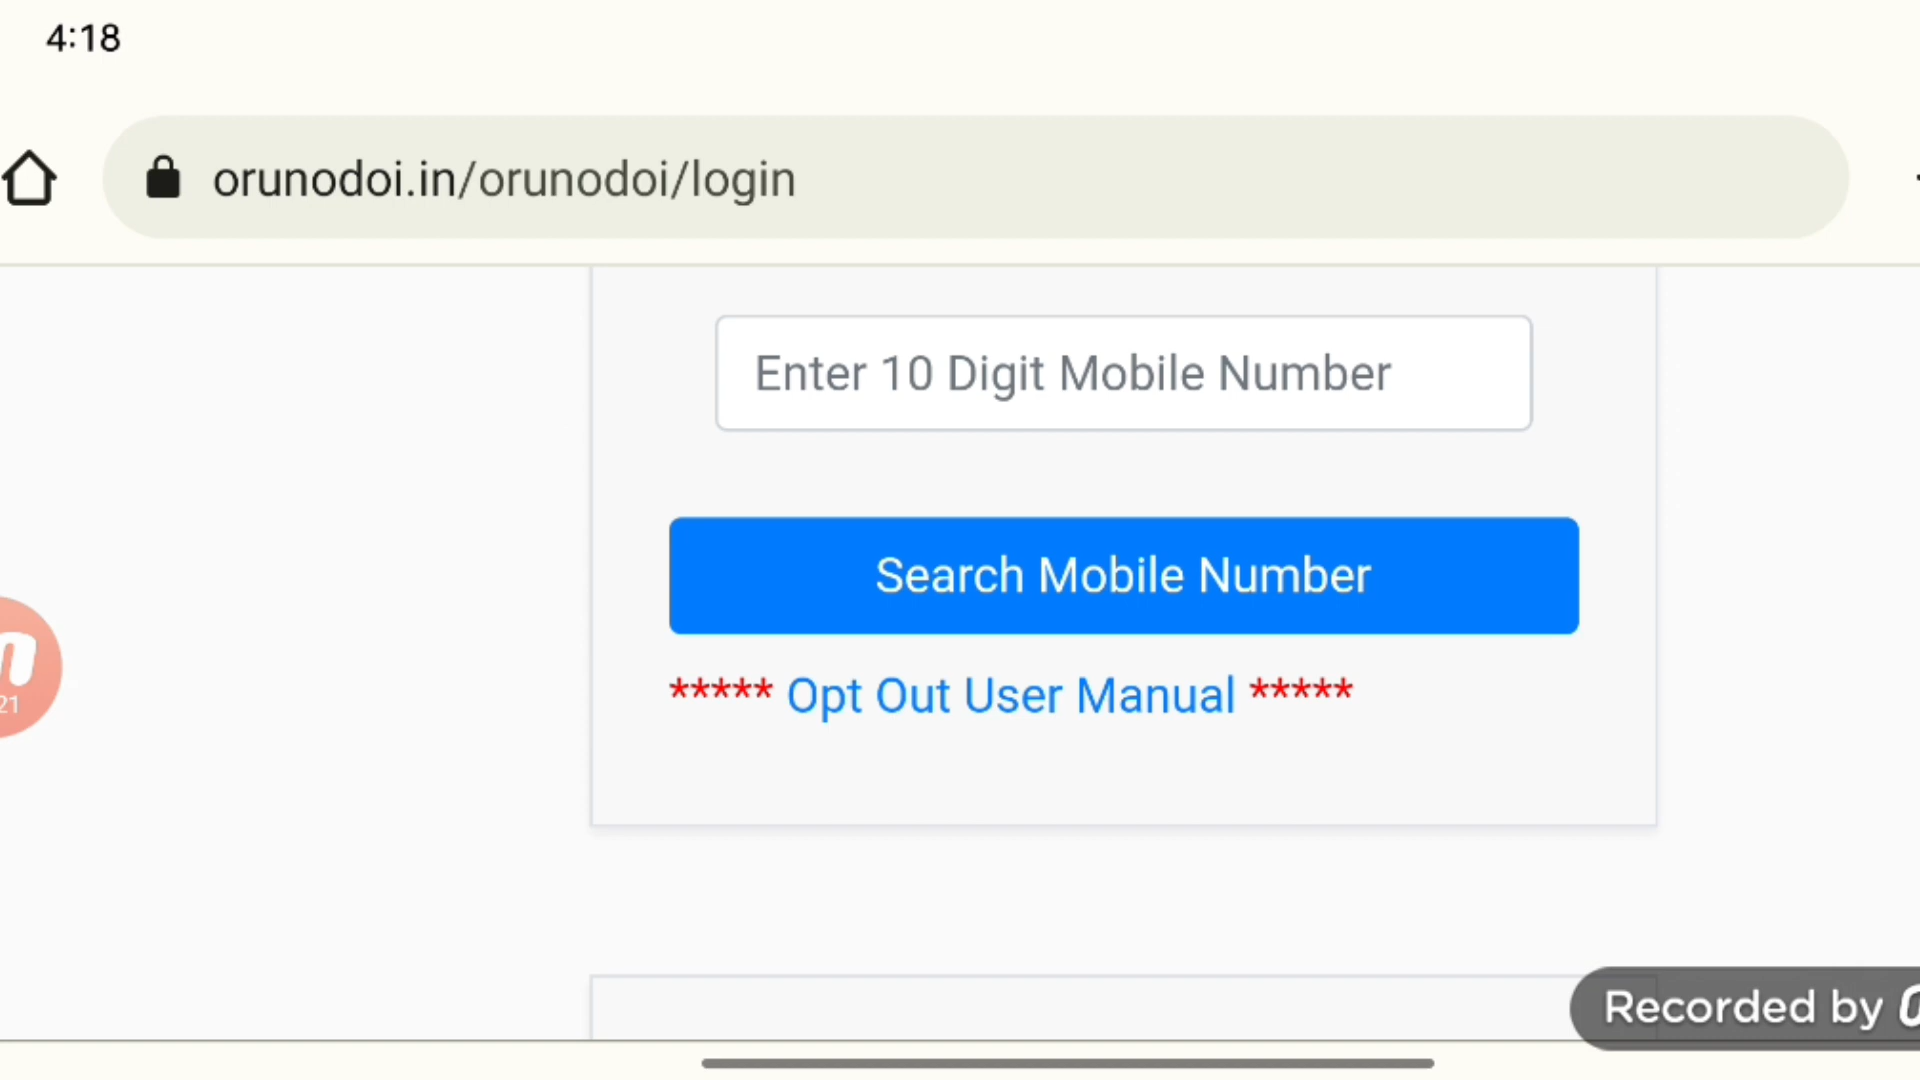 4:18
orunodoi.in/orunodoi/login
Enter 10 Digit Mobile Number
Search Mobile Number
***** Opt Out User Manual *****
21
Recorded by